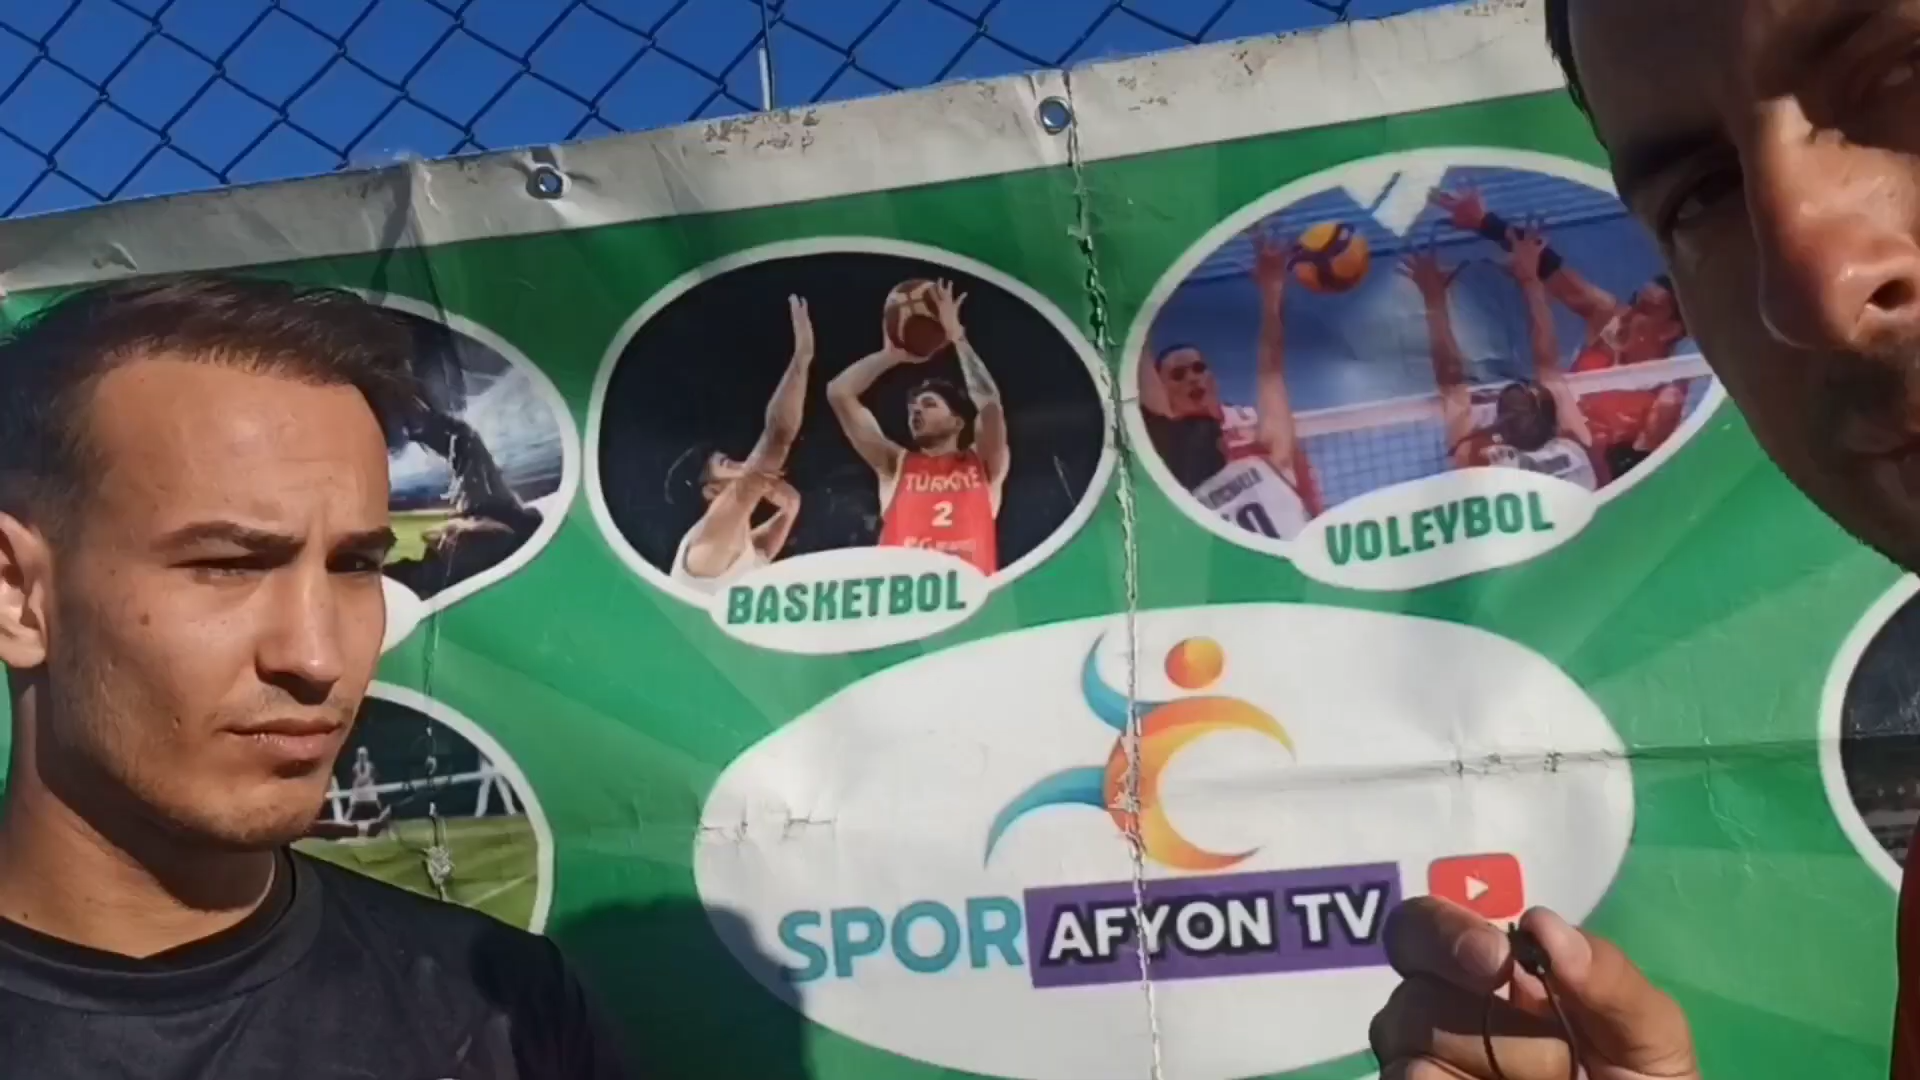 TÜRKİYE
2
BASKETBOL
VOLEYBOL
SPOR AFYON TV